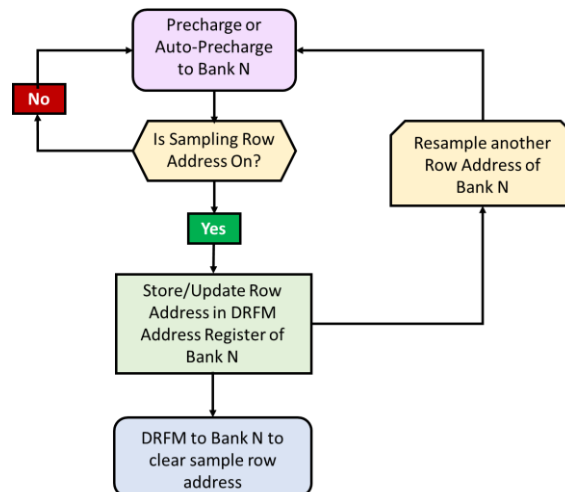 Precharge or
Auto-Precharge
to Bank N
No
Is Sampling Row
Address On?
Resample another
Row Address of
Bank N
Yes
Store/Update Row
Address in DRFM
Address Register of
Bank N
DRFM to Bank N to
clear sample row
address